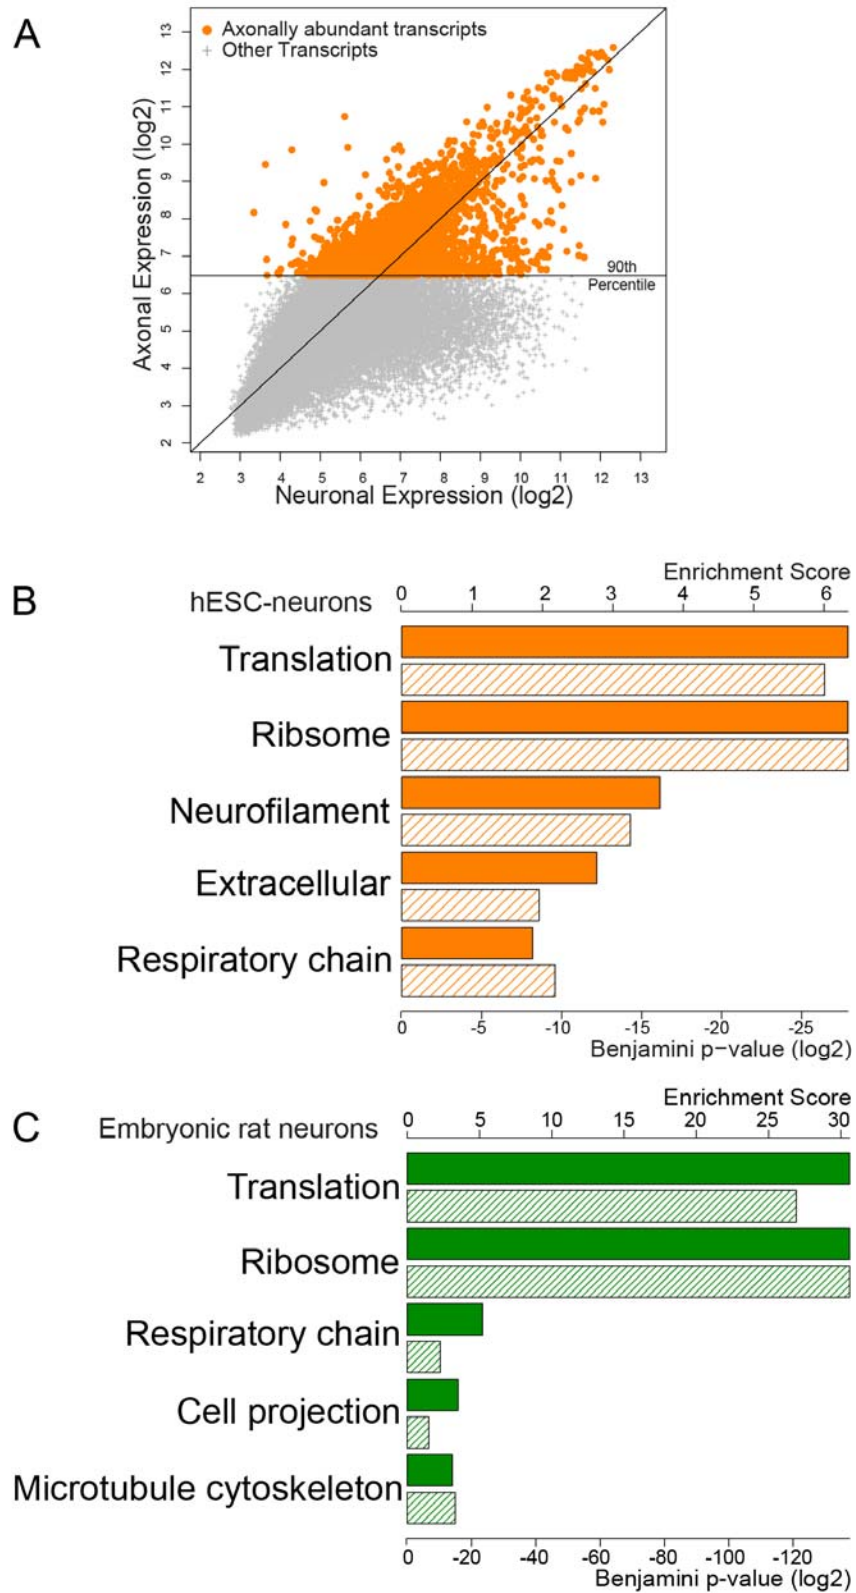 A
Axonally abundant transcripts
Other Transcripts
Axonal Expression (log2)
13
12
11
10
9
8
7
6
5
4
3
2
90th
Percentile
2 3 4 5 6 7 8 9 10 11 12 13
Neuronal Expression (log2)
B
Enrichment Score
hESC-neurons
0 1 2 3 4 5 6
Translation
Ribsome
Neurofilament
Extracellular
Respiratory chain
0 -5 -10 -15 -20 -25
Benjamini p-value (log2)
C
Enrichment Score
Embryonic rat neurons
0 5 10 15 20 25 30
Translation
Ribosome
Respiratory chain
Cell projection
Microtubule cytoskeleton
0 -20 -40 -60 -80 -100 -120
Benjamini p-value (log2)